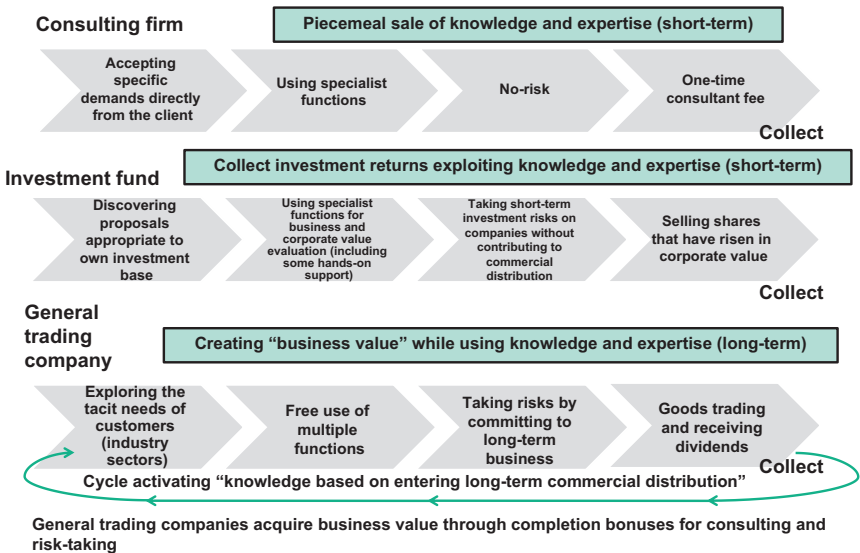 Consulting firm
Piecemeal sale of knowledge and expertise (short-term)
Accepting
specific
demands directly
from the client
Using specialist
functions
No-risk
One-time
consultant fee
Collect
Investment fund
Collect investment returns exploiting knowledge and expertise (short-term)
Discovering
proposals
appropriate to
own investment
base
Using specialist
functions for
business and
corporate value
evaluation (including
some hands-on
support)
Taking short-term
investment risks on
companies without
contributing to
commercial
distribution
Selling shares
that have risen in
corporate value
Collect
General
trading
company
Creating “business value” while using knowledge and expertise (long-term)
Exploring the
tacit needs of
customers
(industry
sectors)
Free use of
multiple
functions
Taking risks by
committing to
long-term
business
Goods trading
and receiving
dividends
Collect
Cycle activating “knowledge based on entering long-term commercial distribution”
General trading companies acquire business value through completion bonuses for consulting and
risk-taking